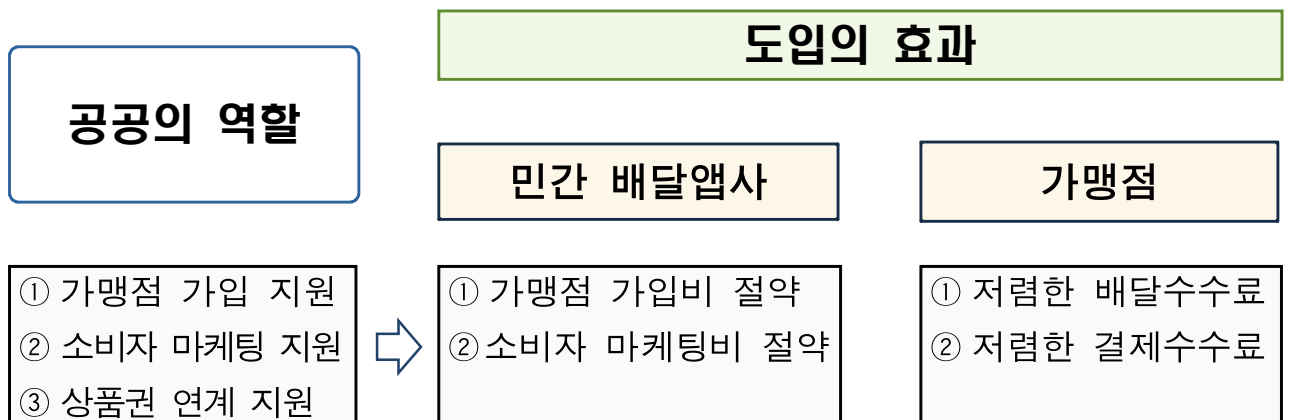 도입의 효과
공공의 역할
민간 배달앱사
가맹점
① 가맹점 가입 지원
② 소비자 마케팅 지원
③ 상품권 연계 지원
① 가맹점 가입비 절약
② 소비자 마케팅비 절약
① 저렴한 배달수수료
② 저렴한 결제수수료